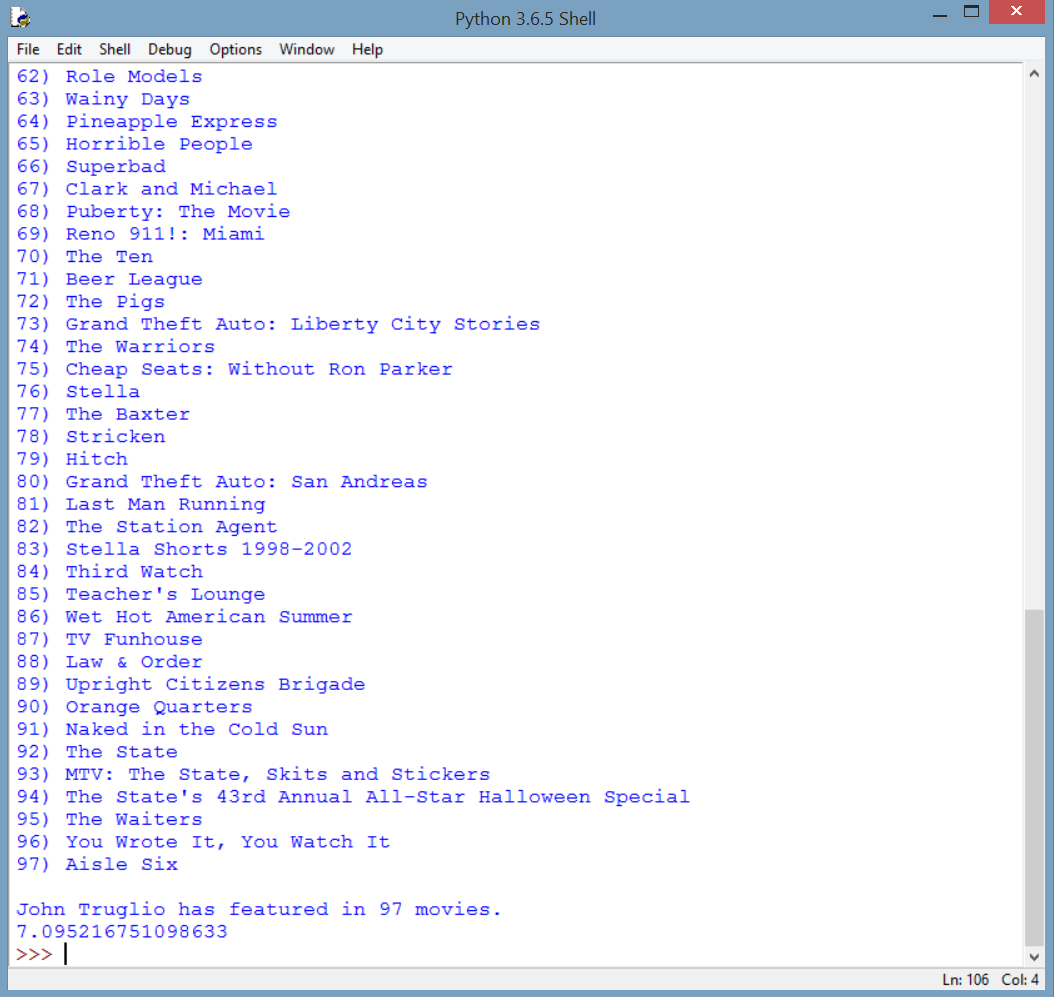 Python 3.6.5 Shell
File Edit Shell Debug Options Window Help
62) Role Models
63) Wainy Days
64) Pineapple Express
65) Horrible People
66) Superbad
67) Clark and Michael
68) Puberty: The Movie
69) Reno 911!: Miami
70) The Ten
71) Beer League
72) The Pigs
73) Grand Theft Auto: Liberty City Stories
74) The Warriors
75) Cheap Seats: Without Ron Parker
76) Stella
77) The Baxter
78) Stricken
79) Hitch
80) Grand Theft Auto: San Andreas
81) Last Man Running
82) The Station Agent
83) Stella Shorts 1998-2002
84) Third Watch
85) Teacher's Lounge
86) Wet Hot American Summer
87) TV Funhouse
88) Law & Order
89) Upright Citizens Brigade
90) Orange Quarters
91) Naked in the Cold Sun
92) The State
93) MTV: The State, Skits and Stickers
94) The State's 43rd Annual All-Star Halloween Special
95) The Waiters
96) You Wrote It, You Watch It
97) Aisle Six
John Truglio has featured in 97 movies.
7.095216751098633
>>>
Ln: 106 Col: 4